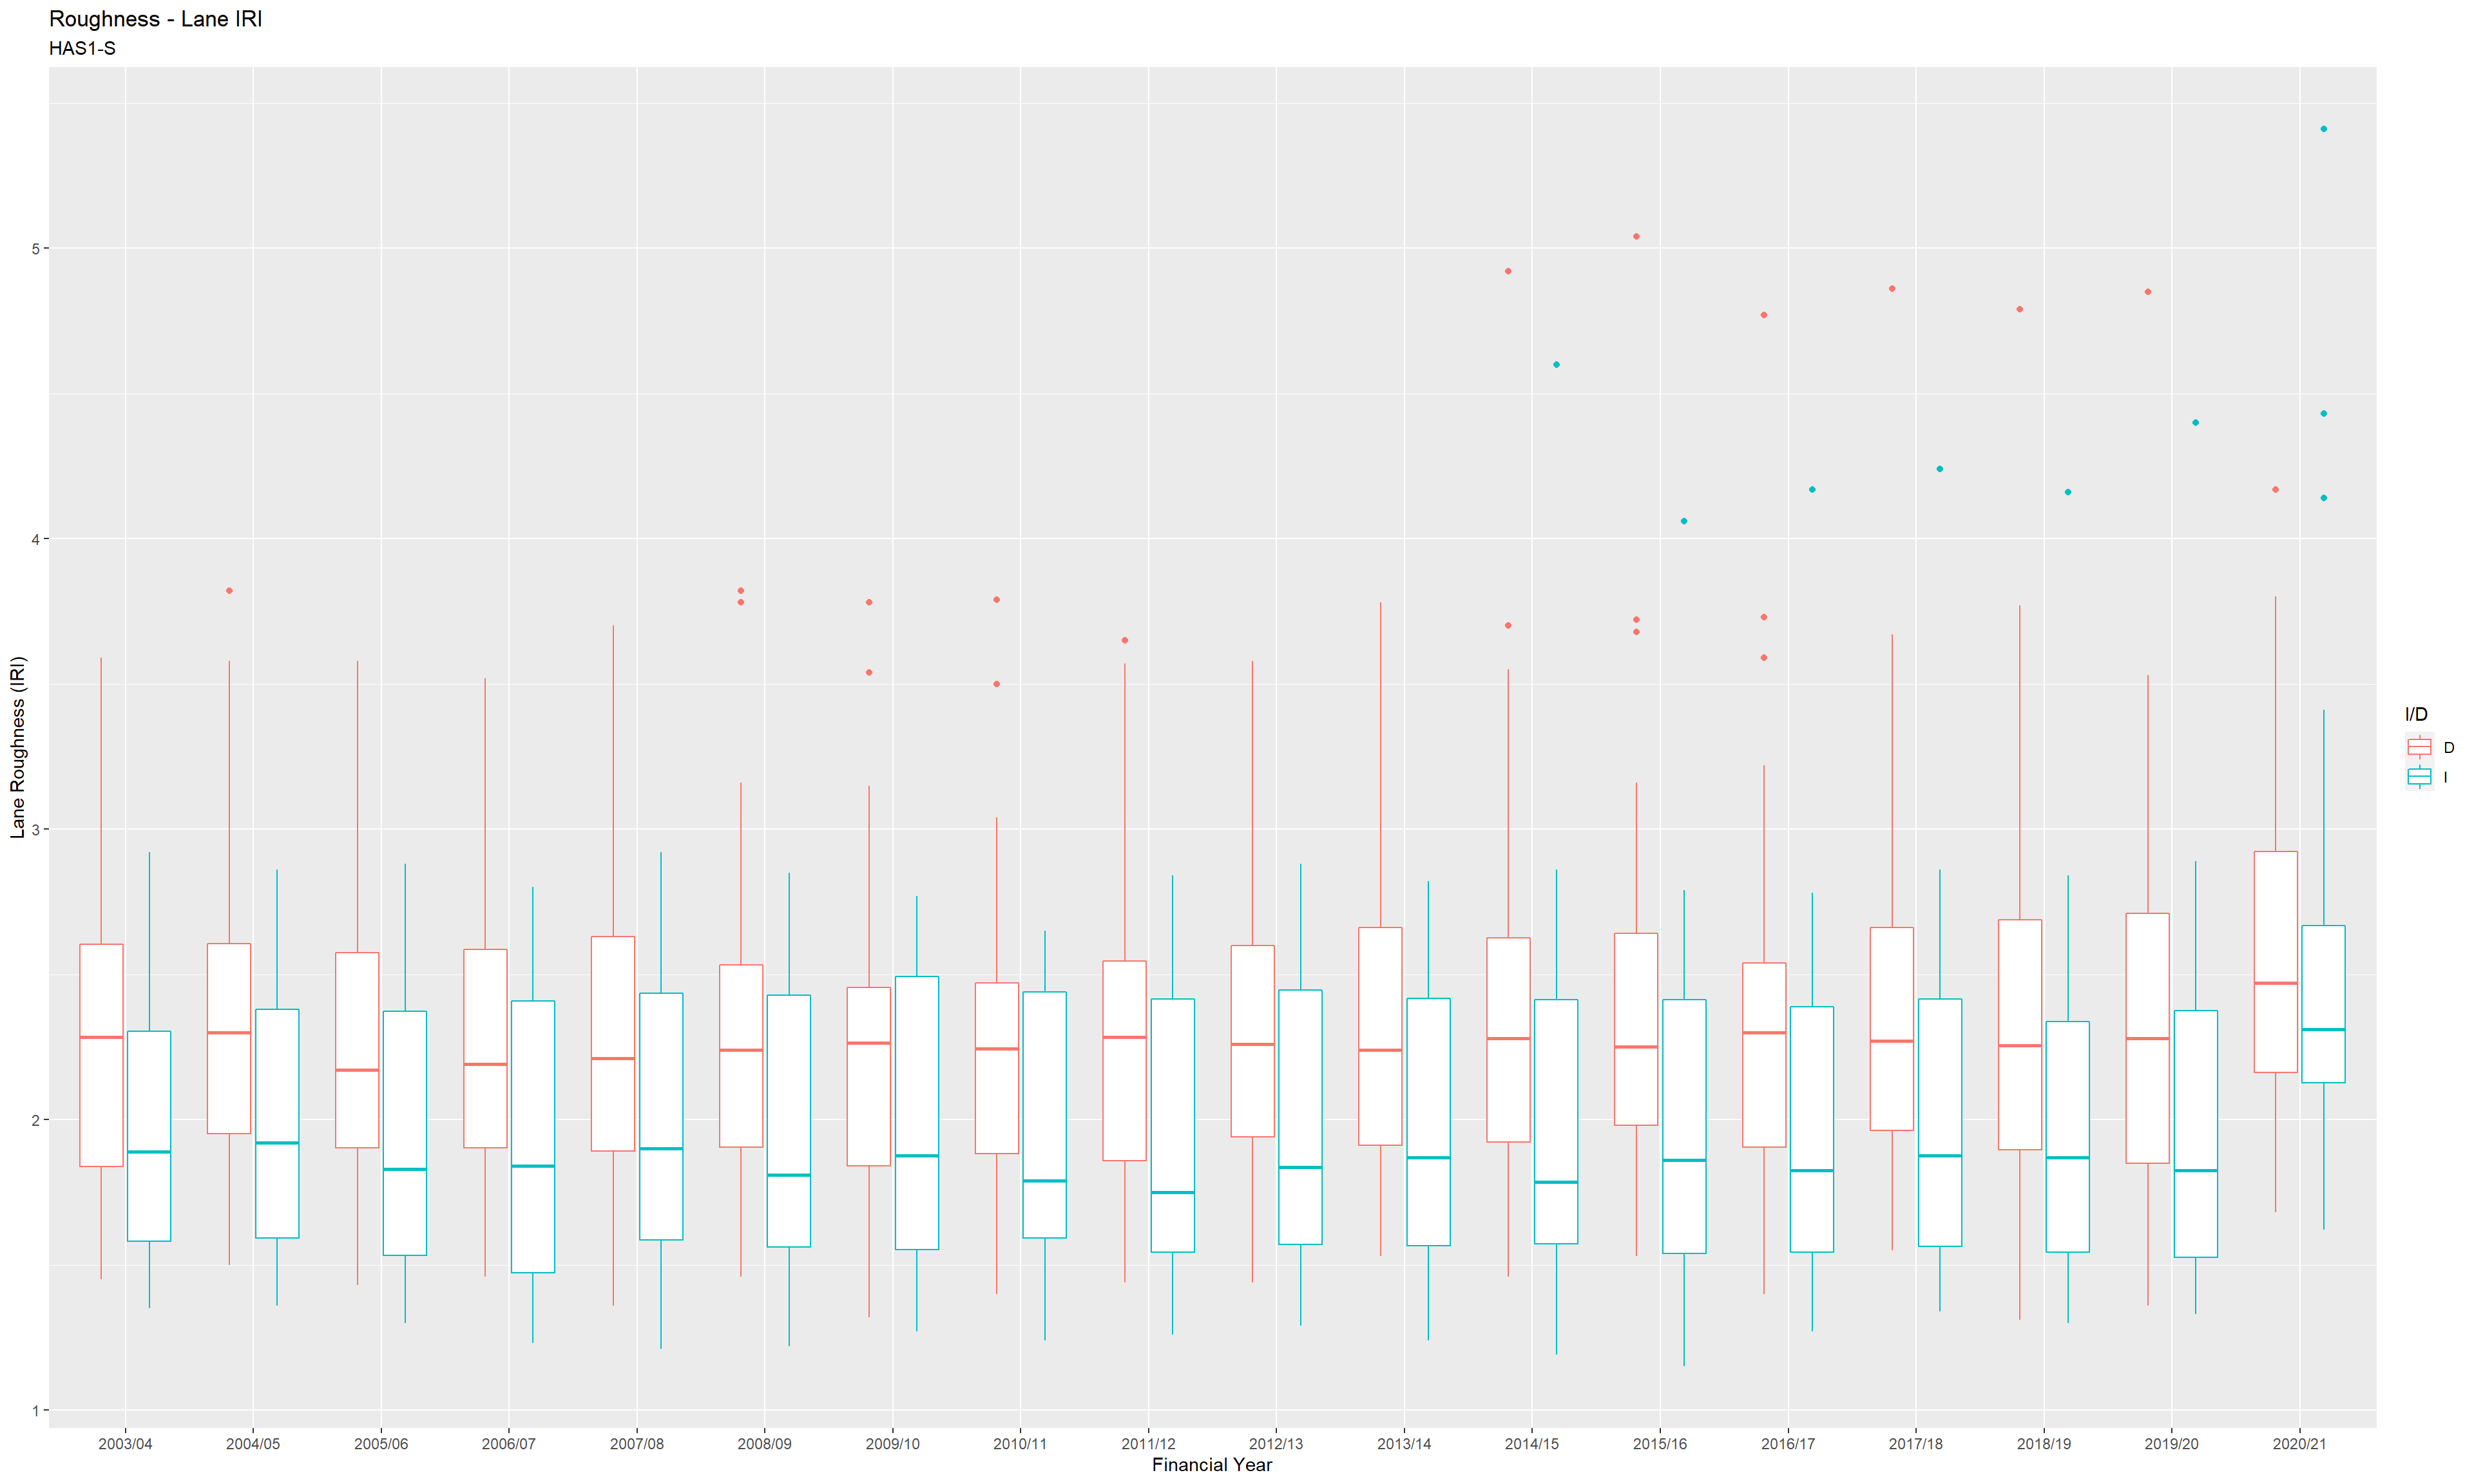 Roughness - Lane IRI
HAS1-S
Lane Roughness (IRI)
5
4
3
2
1
2003/04 2004/05 2005/06 2006/07 2007/08 2008/09 2009/10 2010/11 2011/12 2012/13 2013/14 2014/15 2015/16 2016/17 2017/18 2018/19 2019/20 2020/21
Financial Year
I/D
D
I